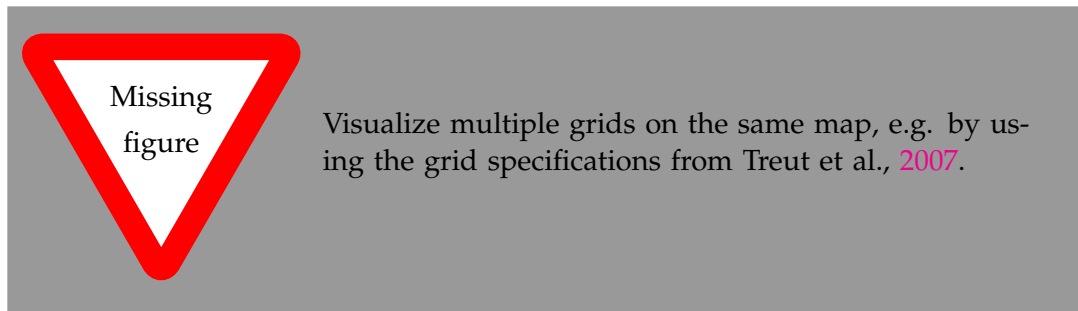 Missing
figure
Visualize multiple grids on the same map, e.g. by us-
ing the grid specifications from Treut et al., 2007.